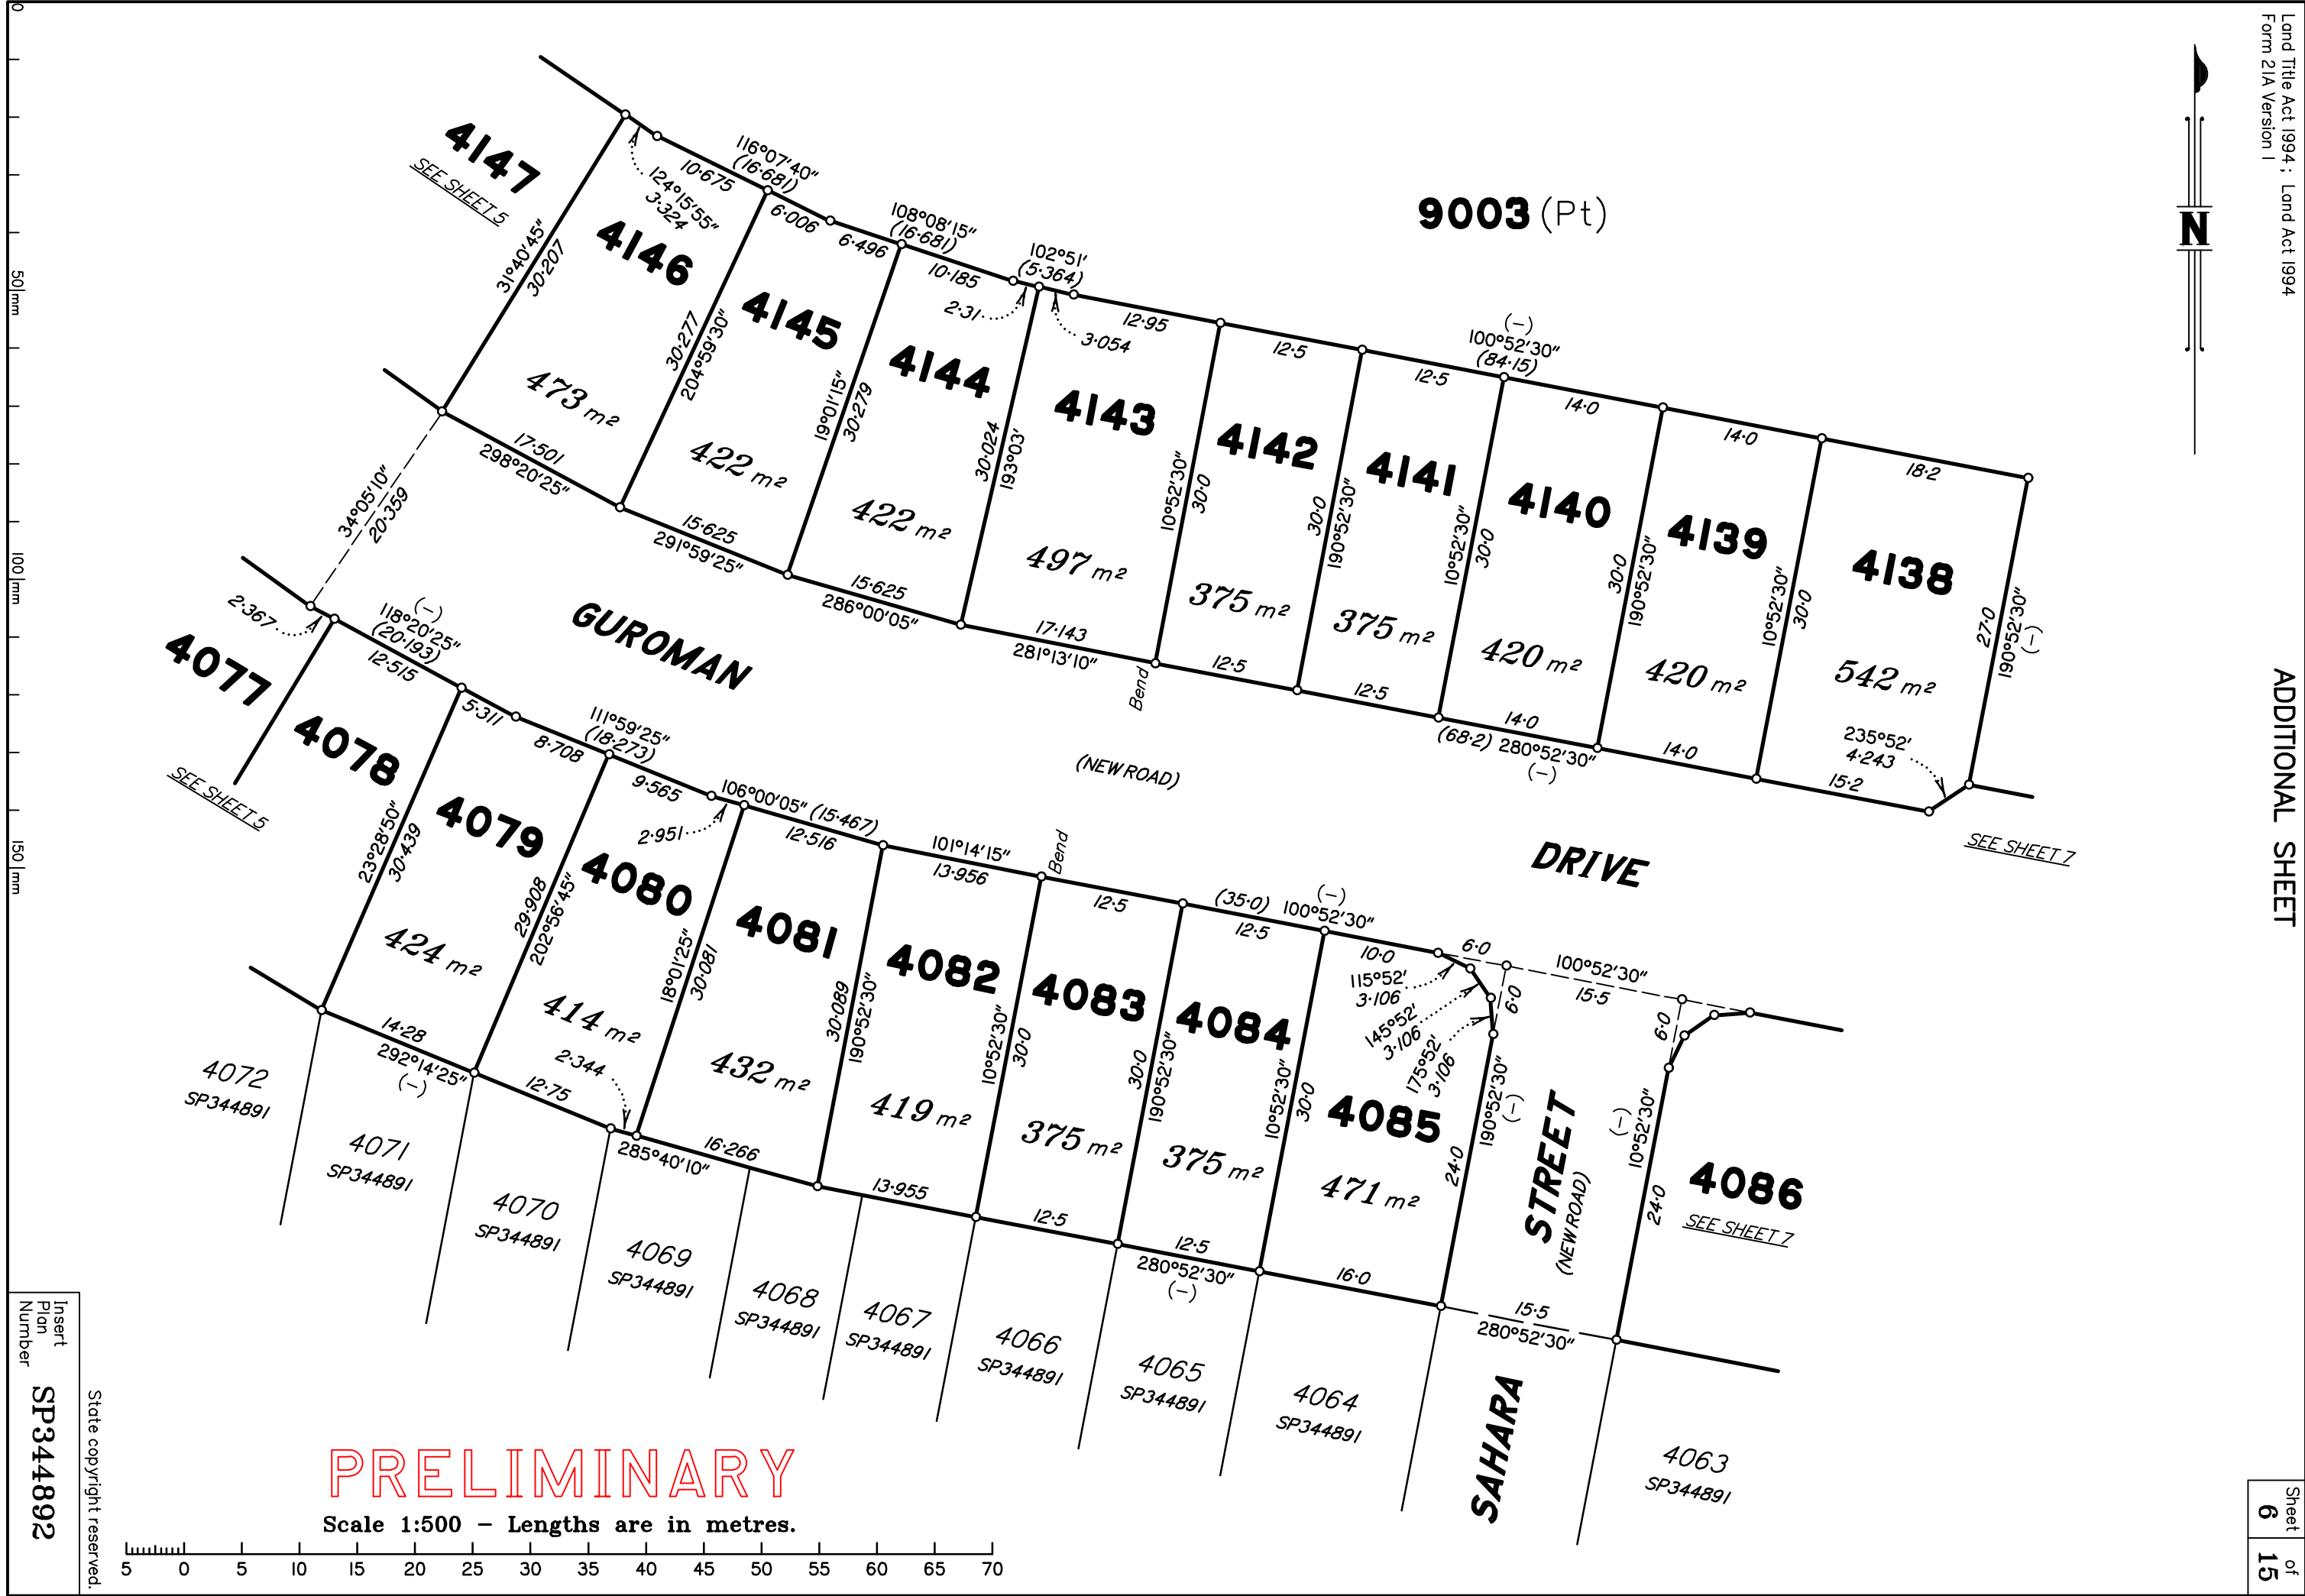 Land Title Act 1994 ; Land Act 1994
Form 21A Version 1
ADDITIONAL SHEET
Sheet 6 of 15
N
0
50 mm
100 mm
150 mm
9003 (Pt)
4147
SEE SHEET 5
31°40'45"
30·207
124°15'55"
3·324
116°07'40"
(16·681)
10·675
6·006
108°08'15"
(16·681)
6·496
10·185
102°51'
(5·364)
2·31
3·054
12·95
12·5
12·5
(-)
100°52'30"
(84·15)
14·0
14·0
18·2
4146
473 m²
30·277
204°59'30"
4145
422 m²
19°01'15"
30·279
4144
422 m²
30·024
193°03'
4143
497 m²
10°52'30"
30·0
4142
375 m²
30·0
190°52'30"
4141
375 m²
10°52'30"
30·0
4140
420 m²
30·0
190°52'30"
4139
420 m²
10°52'30"
30·0
4138
542 m²
27·0
190°52'30"
(-)
235°52'
4·243
SEE SHEET 7
17·501
298°20'25"
15·625
291°59'25"
15·625
286°00'05"
17·143
281°13'10"
Bend
12·5
12·5
14·0
(68·2) 280°52'30"
(-)
14·0
15·2
34°05'10"
20·359
GUROMAN
(NEW ROAD)
DRIVE
2·367
(-)
118°20'25"
(20·193)
12·515
5·311
111°59'25"
(18·273)
8·708
9·565
106°00'05" (15·467)
2·951
12·516
101°14'15"
13·956
Bend
12·5
(35·0)
(-)
100°52'30"
12·5
10·0
6·0
100°52'30"
15·5
6·0
6·0
115°52'
3·106
145°52'
3·106
175°52'
3·106
4077
4078
SEE SHEET 5
23°28'50"
30·439
4079
424 m²
29·908
202°56'45"
4080
414 m²
18°01'25"
30·081
4081
432 m²
30·089
190°52'30"
4082
419 m²
10°52'30"
30·0
4083
375 m²
30·0
190°52'30"
4084
375 m²
10°52'30"
30·0
4085
471 m²
24·0
190°52'30"
(-)
STREET
(NEW ROAD)
SAHARA
(-)
10°52'30"
24·0
4086
SEE SHEET 7
14·28
292°14'25"
(-)
12·75
2·344
285°40'10"
16·266
13·955
12·5
12·5
280°52'30"
(-)
16·0
15·5
280°52'30"
4072
SP344891
4071
SP344891
4070
SP344891
4069
SP344891
4068
SP344891
4067
SP344891
4066
SP344891
4065
SP344891
4064
SP344891
4063
SP344891
PRELIMINARY
Scale 1:500 – Lengths are in metres.
5 0 5 10 15 20 25 30 35 40 45 50 55 60 65 70
State copyright reserved.
Insert
Plan
Number
SP344892